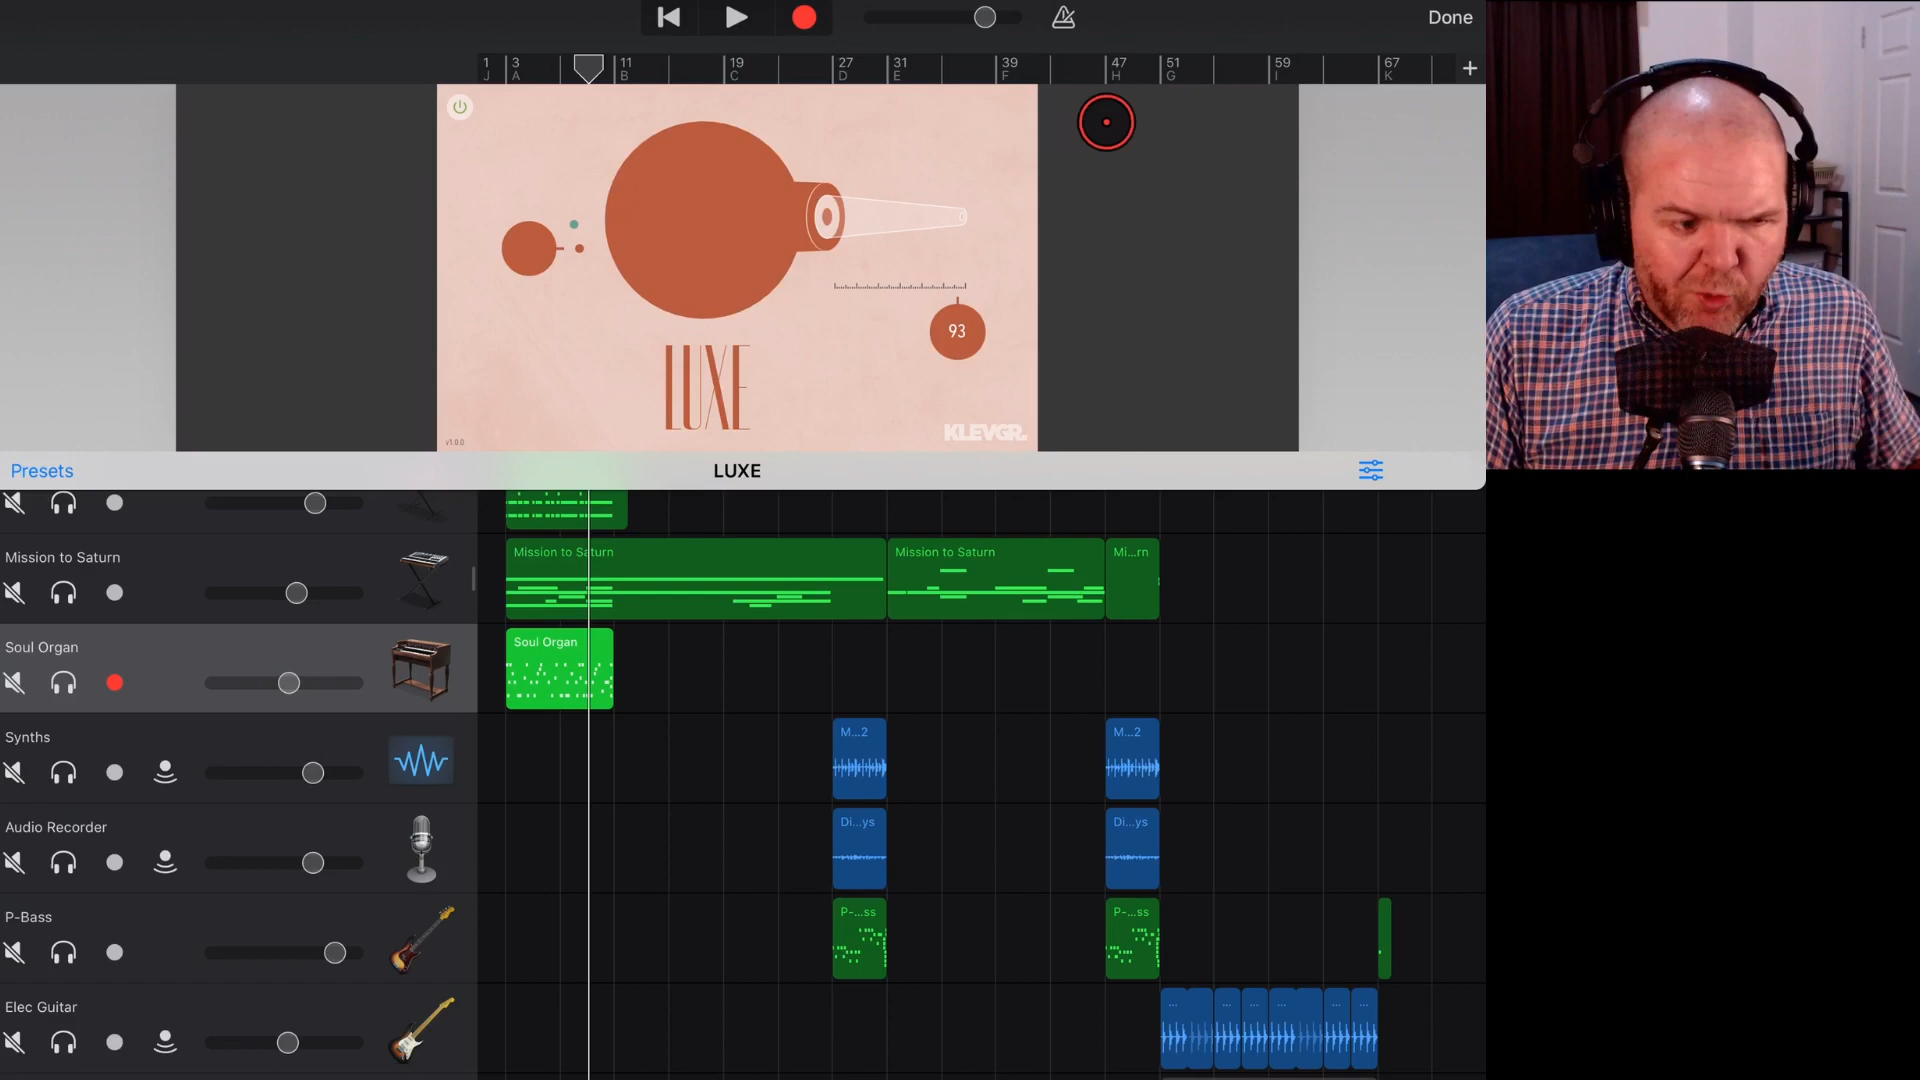 Done
1 3 11 19 27 31 39 47 51 59 67
J A B C D E F H G I K
93
LUXE
v1.0.0
KLEVGR.
Presets
LUXE
Mission to Saturn
Mission to Saturn
Mission to Saturn
Mi...rn
Soul Organ
Soul Organ
Synths
M...2
M...2
Audio Recorder
Di...ys
Di...ys
P-Bass
P-...ss
P-...ss
Elec Guitar
... ... ... ... ...